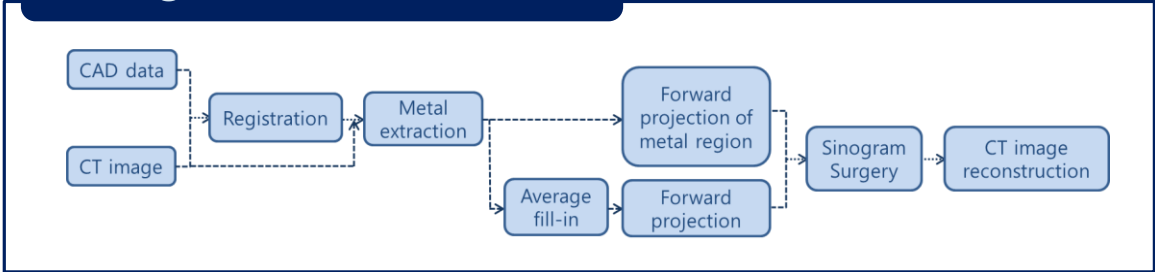 CAD data
CT image
Registration
Metal
extraction
Forward
projection of
metal region
Average
fill-in
Forward
projection
Sinogram
Surgery
CT image
reconstruction